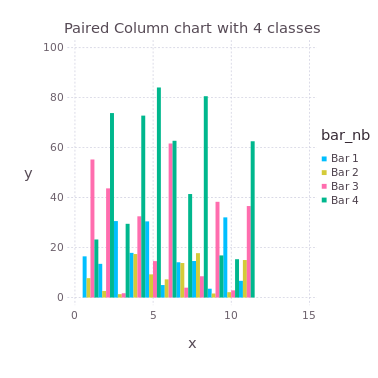 Paired Column chart with 4 classes
100
80
60
40
20
0
y
0 5 10 15
x
bar_nb
Bar 1
Bar 2
Bar 3
Bar 4